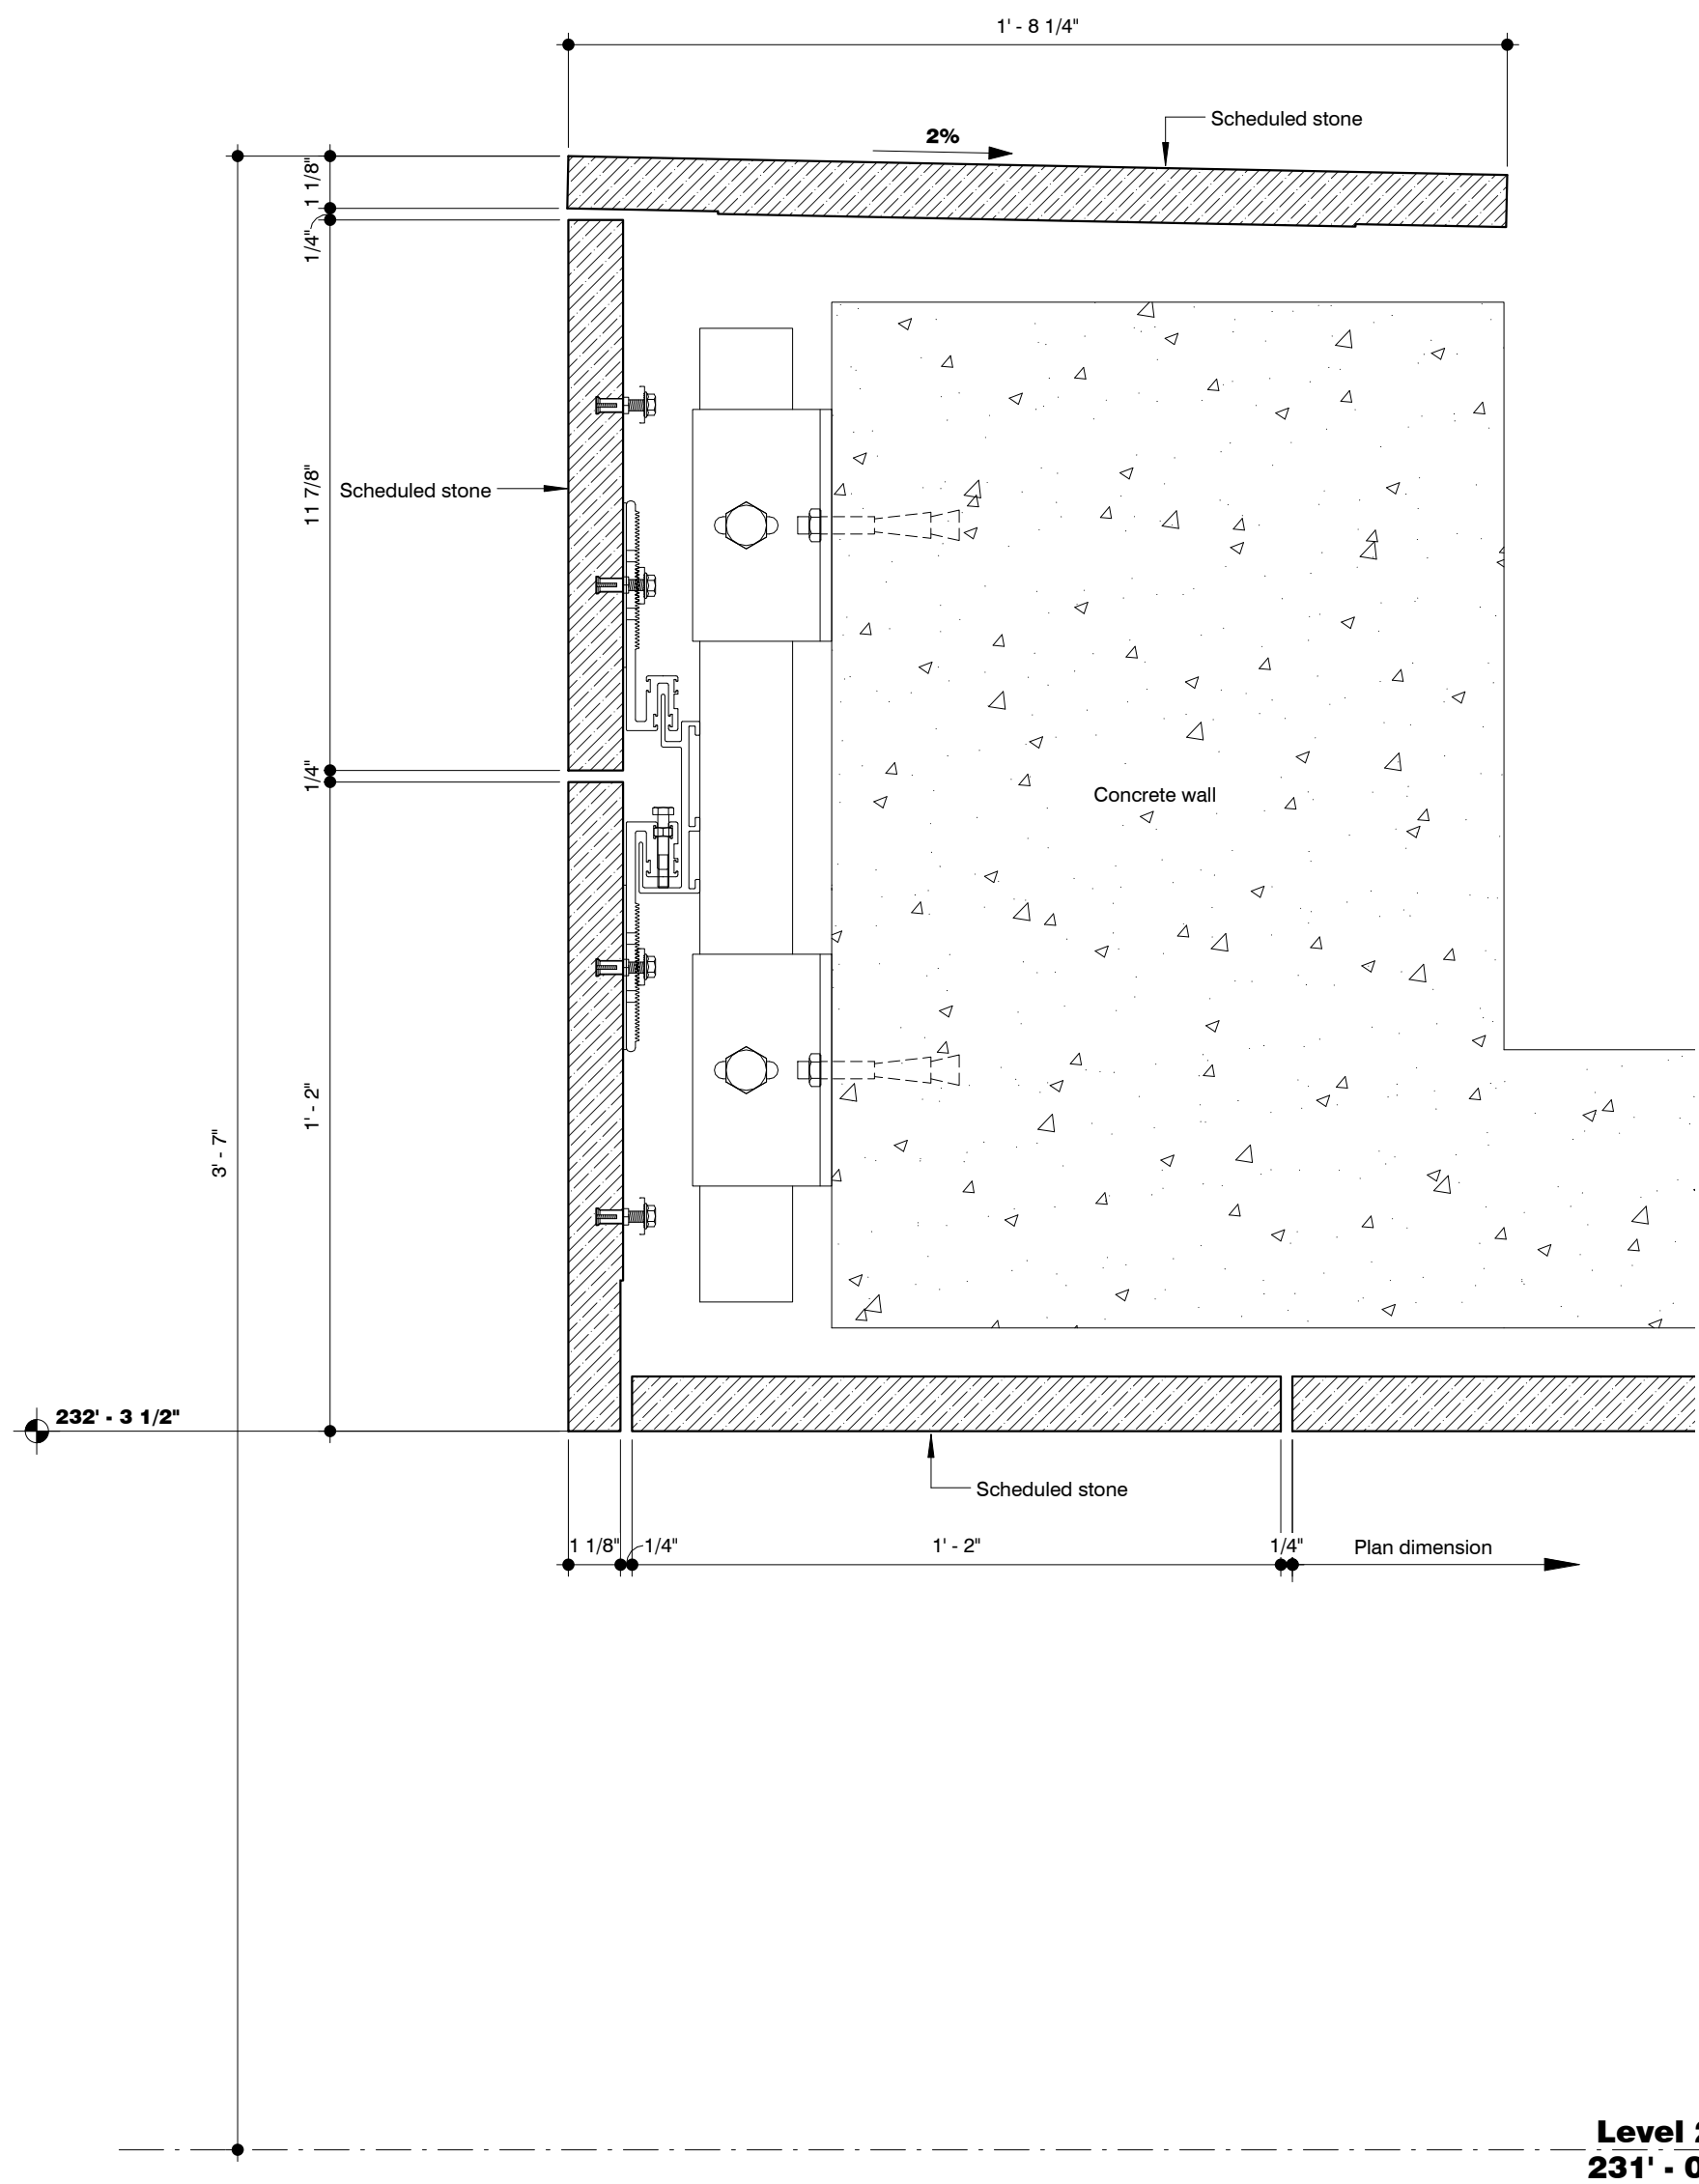 1' - 8 1/4"
Scheduled stone
2%
1 1/8"
1/4"
11 7/8"
Scheduled stone
1/4"
Concrete wall
1' - 2"
3' - 7"
232' - 3 1/2"
Scheduled stone
1 1/8"
1/4"
1' - 2"
1/4"
Plan dimension
Level 2
231' - 0